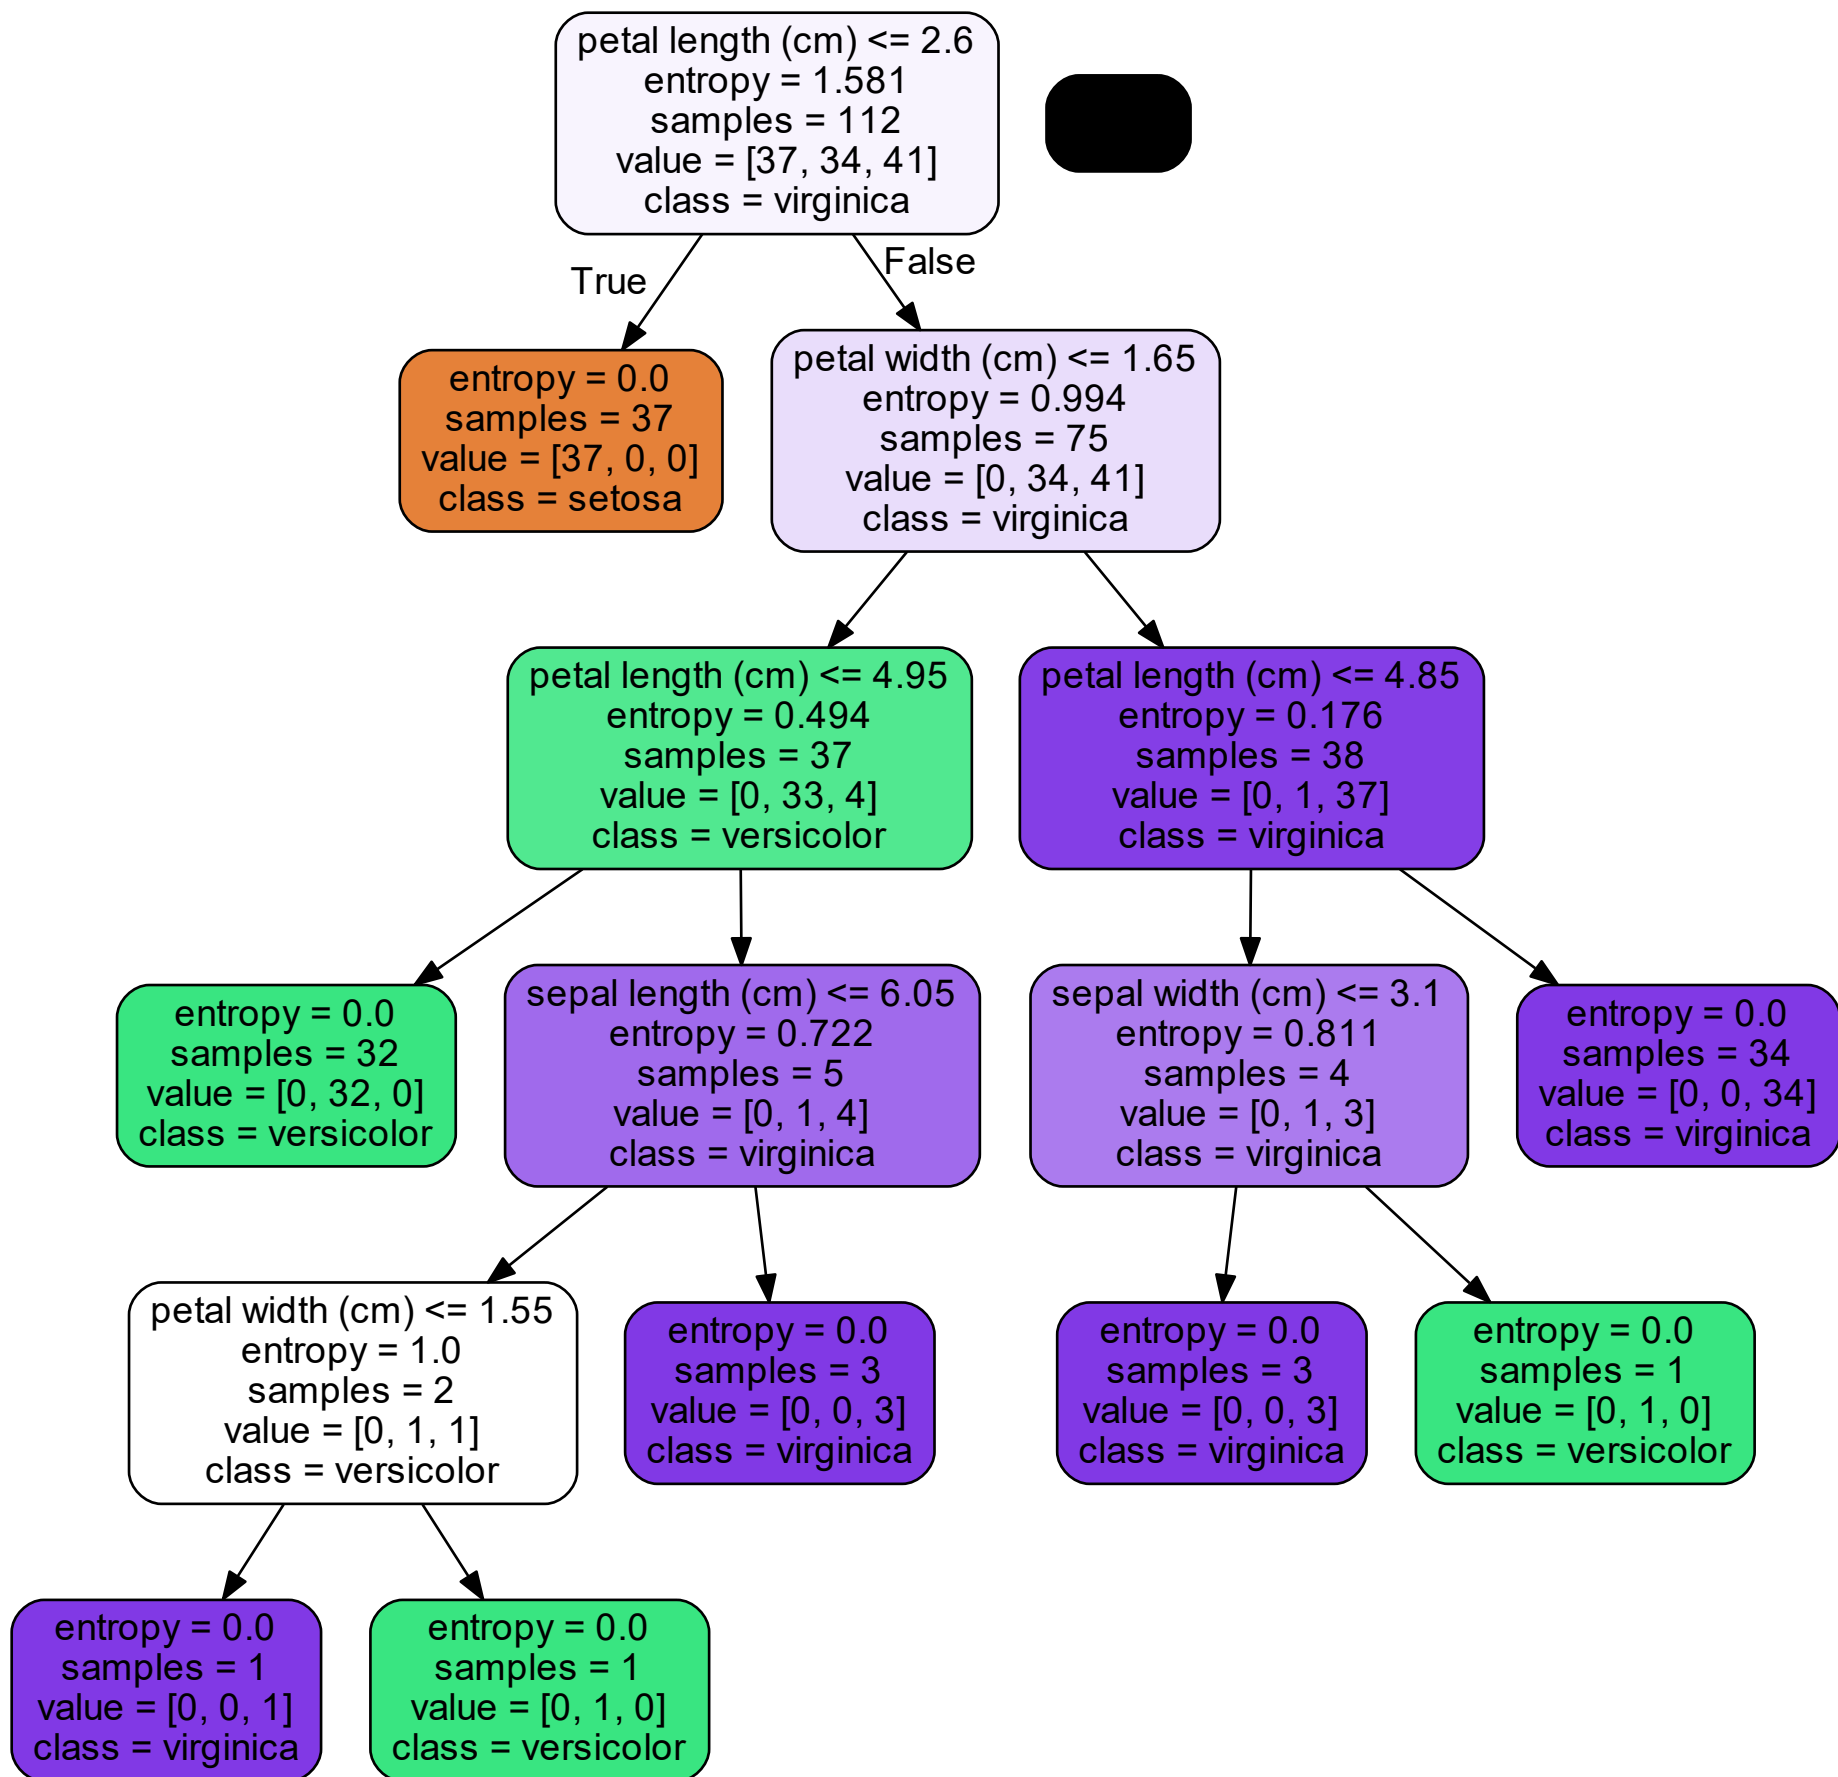 petal length (cm) <= 2.6
entropy = 1.581
samples = 112
value = [37, 34, 41]
class = virginica
True
False
entropy = 0.0
samples = 37
value = [37, 0, 0]
class = setosa
petal width (cm) <= 1.65
entropy = 0.994
samples = 75
value = [0, 34, 41]
class = virginica
petal length (cm) <= 4.95
entropy = 0.494
samples = 37
value = [0, 33, 4]
class = versicolor
petal length (cm) <= 4.85
entropy = 0.176
samples = 38
value = [0, 1, 37]
class = virginica
entropy = 0.0
samples = 32
value = [0, 32, 0]
class = versicolor
sepal length (cm) <= 6.05
entropy = 0.722
samples = 5
value = [0, 1, 4]
class = virginica
sepal width (cm) <= 3.1
entropy = 0.811
samples = 4
value = [0, 1, 3]
class = virginica
entropy = 0.0
samples = 34
value = [0, 0, 34]
class = virginica
petal width (cm) <= 1.55
entropy = 1.0
samples = 2
value = [0, 1, 1]
class = versicolor
entropy = 0.0
samples = 3
value = [0, 0, 3]
class = virginica
entropy = 0.0
samples = 3
value = [0, 0, 3]
class = virginica
entropy = 0.0
samples = 1
value = [0, 1, 0]
class = versicolor
entropy = 0.0
samples = 1
value = [0, 0, 1]
class = virginica
entropy = 0.0
samples = 1
value = [0, 1, 0]
class = versicolor